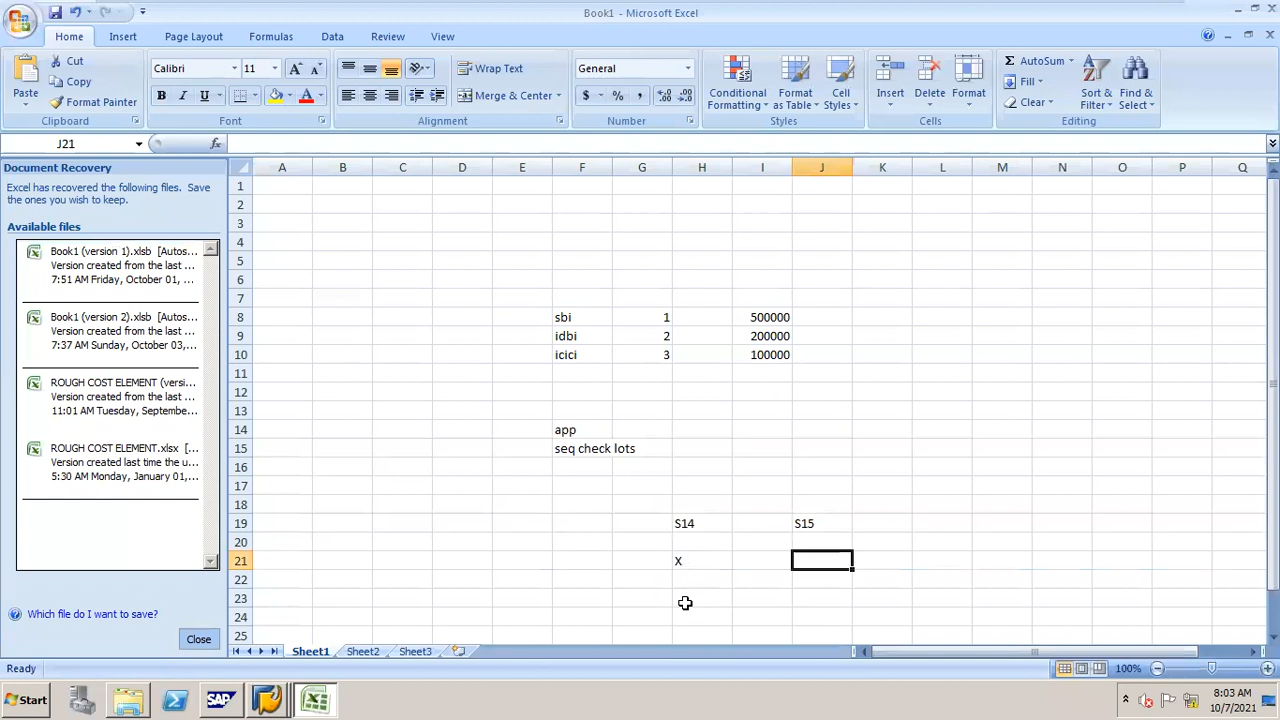 Book1 - Microsoft Excel
Home Insert Page Layout Formulas Data Review View
Paste
Cut
Copy
Format Painter
Clipboard
Calibri 11
B I U
Font
Wrap Text
Merge & Center
Alignment
General
$ % ,
Number
Conditional Formatting
Format as Table
Cell Styles
Styles
Insert Delete Format
Cells
Σ AutoSum
Fill
Clear
Sort & Filter
Find & Select
Editing
J21 fx
Document Recovery
Excel has recovered the following files. Save
the ones you wish to keep.
Available files
Book1 (version 1).xlsb [Autos...
Version created from the last ...
7:51 AM Friday, October 01, ...
Book1 (version 2).xlsb [Autos...
Version created from the last ...
7:37 AM Sunday, October 03,...
ROUGH COST ELEMENT (versi...
Version created from the last ...
11:01 AM Tuesday, Septembe...
ROUGH COST ELEMENT.xlsx [...
Version created last time the u...
5:30 AM Monday, January 01,...
Which file do I want to save?
Close
A B C D E F G H I J K L M N O P Q
1
2
3
4
5
6
7
8 sbi 1 500000
9 idbi 2 200000
10 icici 3 100000
11
12
13
14 app
15 seq check lots
16
17
18
19 S14 S15
20
21 X
22
23
24
25
Sheet1 Sheet2 Sheet3
Ready 100%
Start SAP
8:03 AM
10/7/2021